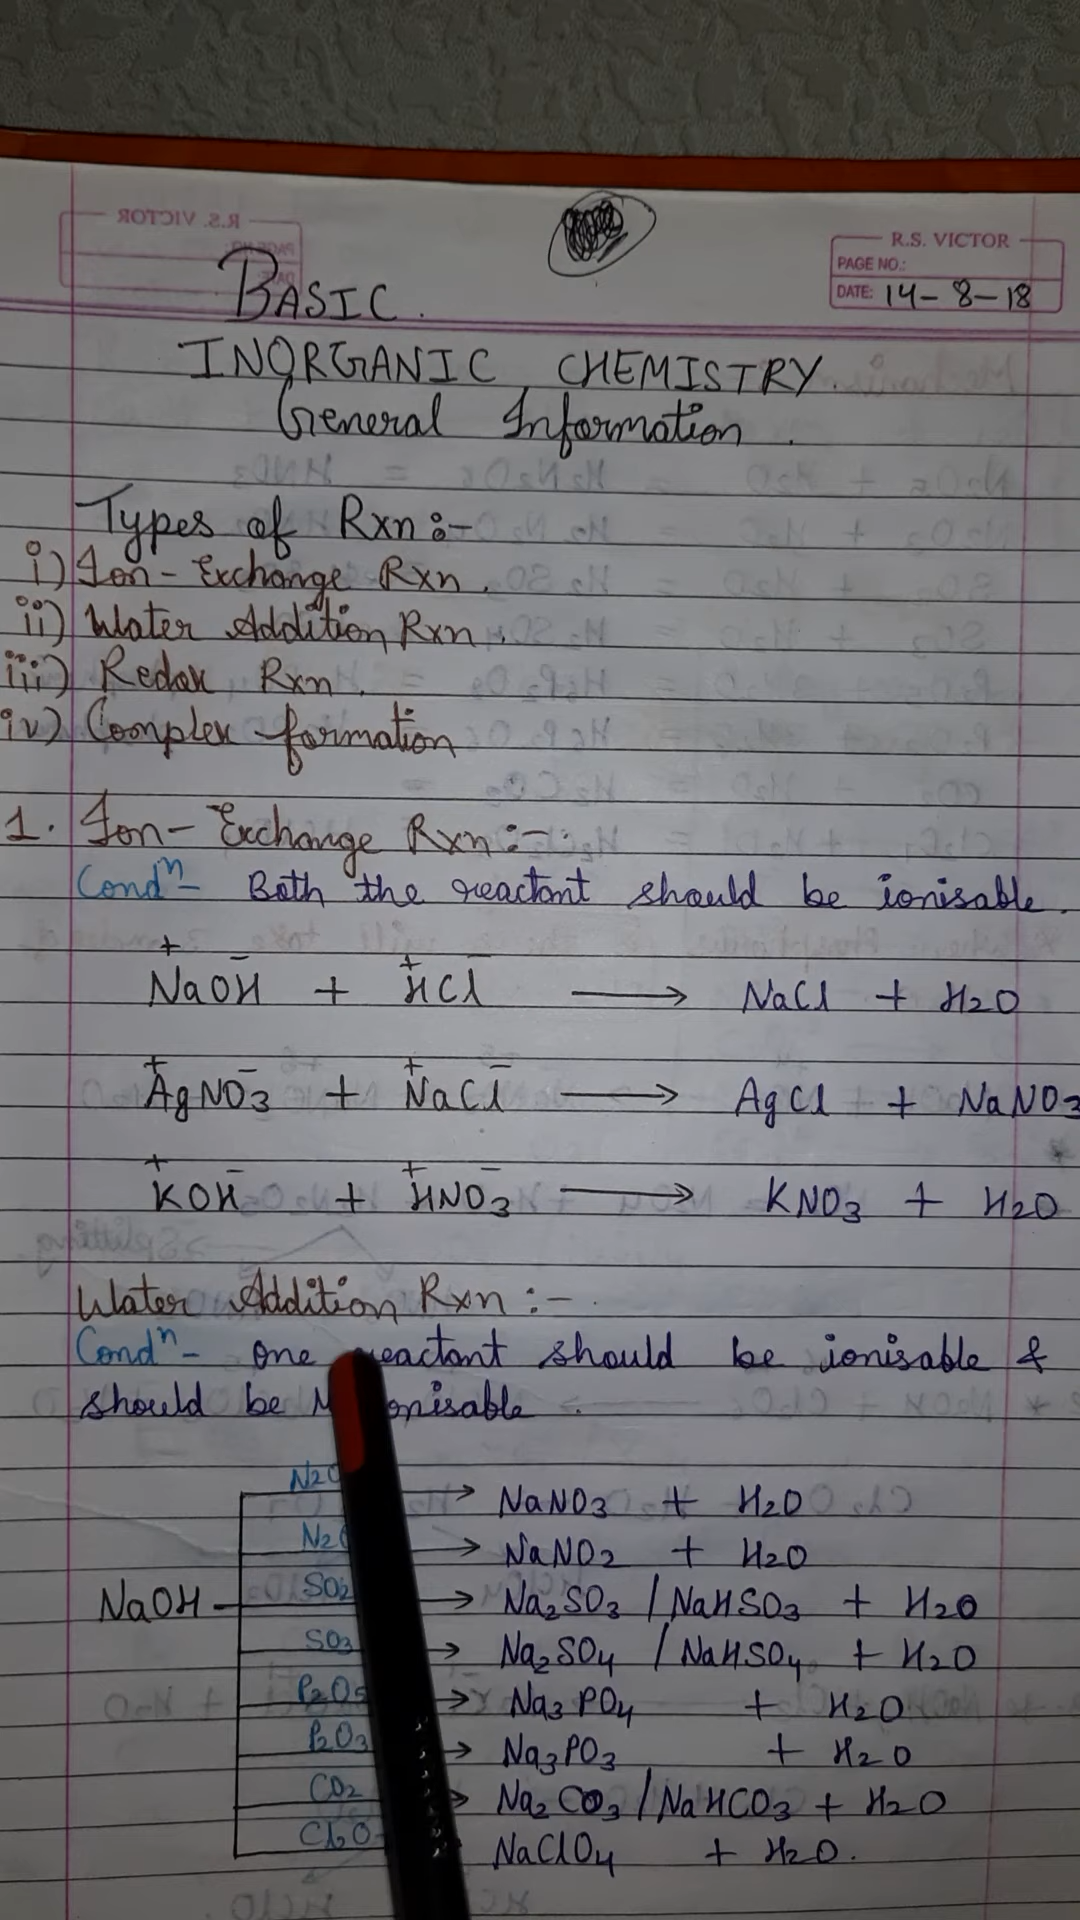 R.S. VICTOR
PAGE NO.:
DATE: 14-8-18
BASIC.
INORGANIC CHEMISTRY.
General Information.
Types of Rxn :-
i) Ion-Exchange Rxn.
ii) Water Addition Rxn.
iii) Redox Rxn.
iv) Complex formation
1. Ion-Exchange Rxn :-
Condⁿ- Both the reactant should be ionisable.
+ - + -
NaOH + HCl ⟶ NaCl + H2O
+ - + -
AgNO3 + NaCl ⟶ AgCl + NaNO3
+ - + -
KOH + HNO3 ⟶ KNO3 + H2O
Water Addition Rxn :-
Condⁿ- One reactant should be ionisable &
should be
NaOH
→ NaNO3 + H2O
→ NaNO2 + H2O
SO2 → Na2SO3 / NaHSO3 + H2O
SO3 → Na2SO4 / NaHSO4 + H2O
P2O5 → Na3PO4 + H2O
P2O3 → Na3PO3 + H2O
CO2 → Na2CO3 / NaHCO3 + H2O
NaClO4 + H2O.